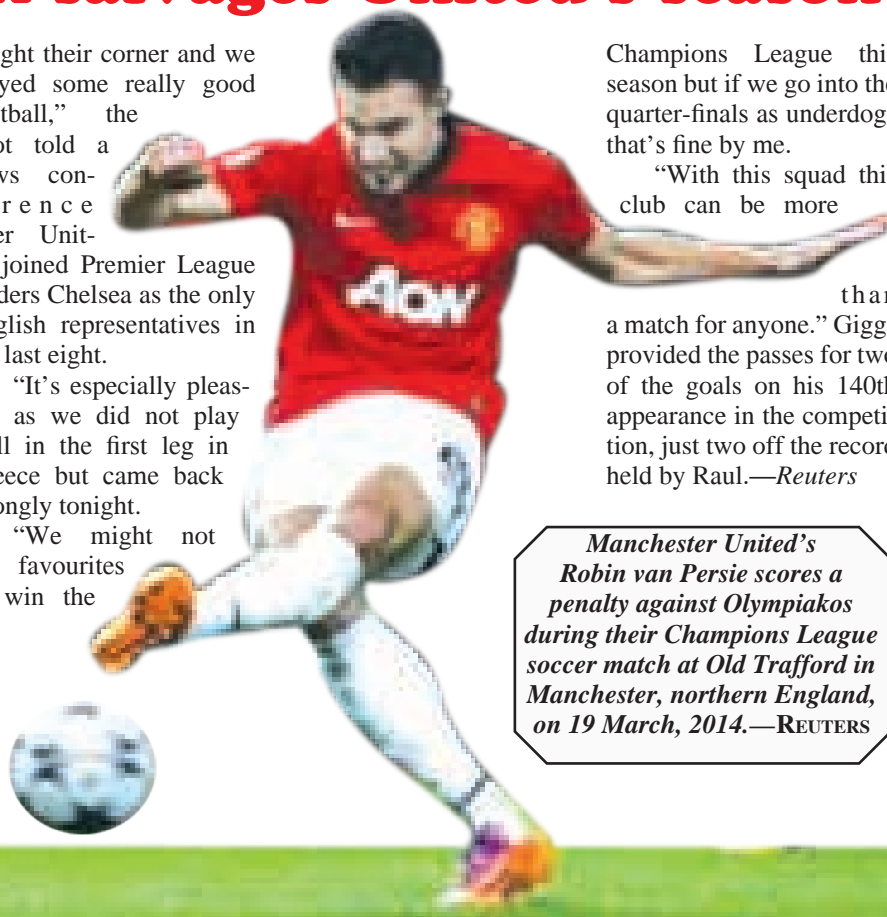 salvages United's season
ght their corner and we
yed some really good
tball,” the
ot told a
ws con-
r e n c e
er Unit-
joined Premier League
ders Chelsea as the only
glish representatives in
last eight.
“It's especially pleas-
as we did not play
ll in the first leg in
eece but came back
ongly tonight.
“We might not
favourites
win the
AON
Champions League thi
season but if we go into the
quarter-finals as underdog
that's fine by me.
“With this squad thi
club can be more
than
a match for anyone.” Gigg
provided the passes for two
of the goals on his 140th
appearance in the competi
tion, just two off the record
held by Raul.—Reuters
Manchester United's
Robin van Persie scores a
penalty against Olympiakos
during their Champions League
soccer match at Old Trafford in
Manchester, northern England,
on 19 March, 2014.—REUTERS